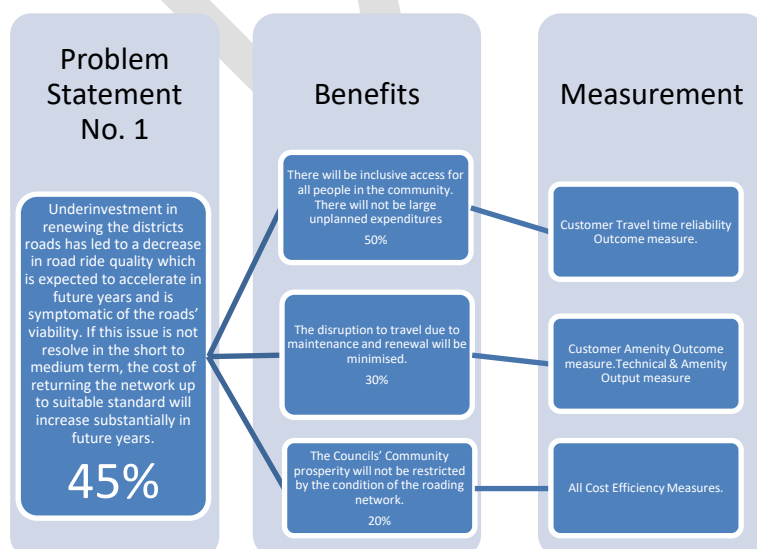 Problem
Statement
No. 1
Underinvestment in
renewing the districts
roads has led to a decrease
in road ride quality which
is expected to accelerate in
future years and is
symptomatic of the roads'
viability. If this issue is not
resolve in the short to
medium term, the cost of
returning the network up
to suitable standard will
increase substantially in
future years.
45%
Benefits
There will be inclusive access for
all people in the community.
There will not be large
unplanned expenditures
50%
The disruption to travel due to
maintenance and renewal will be
minimised.
30%
The Councils' Community
prosperity will not be restricted
by the condition of the roading
network.
20%
Measurement
Customer Travel time reliability
Outcome measure.
Customer Amenity Outcome
measure.Technical & Amenity
Output measure
All Cost Efficiency Measures.